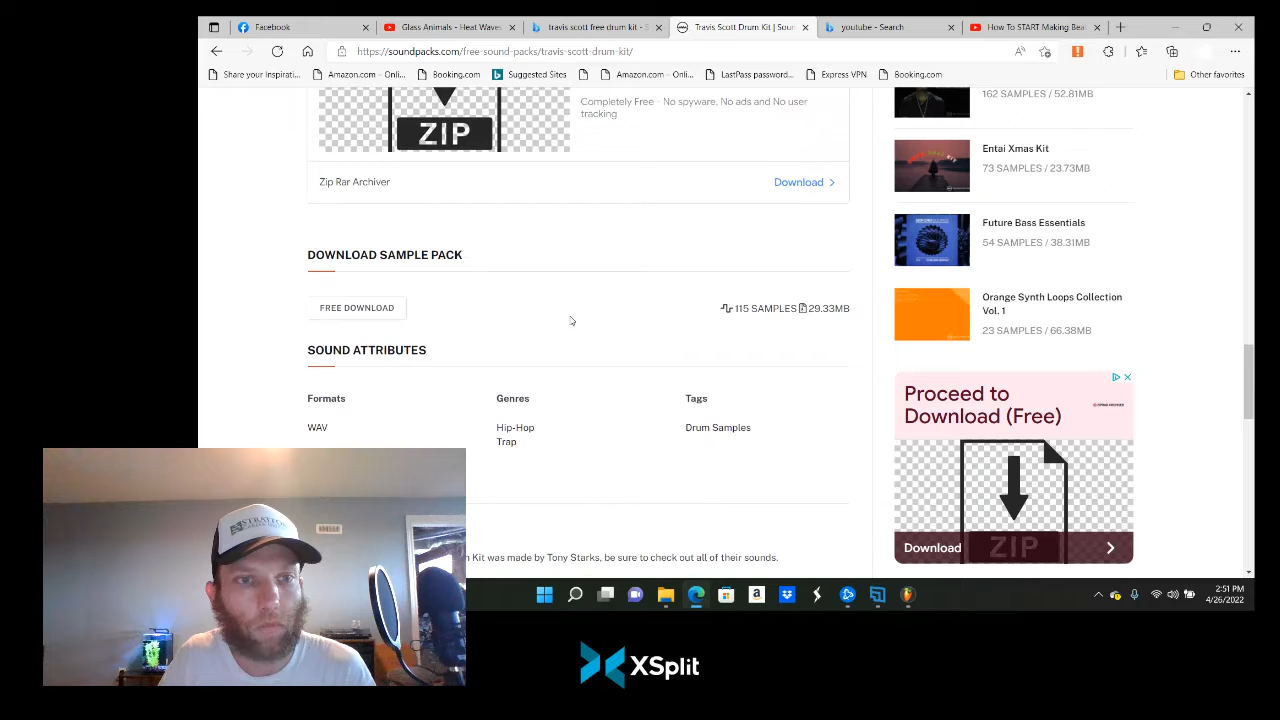 Facebook
Glass Animals - Heat Waves
travis scott free drum kit - S
Travis Scott Drum Kit | Soun
youtube - Search
How To START Making Bea
https://soundpacks.com/free-sound-packs/travis-scott-drum-kit/
Share your Inspirati...
Amazon.com – Onli...
Booking.com
Suggested Sites
Amazon.com – Onli...
LastPass password...
Express VPN
Booking.com
Other favorites
ZIP
Completely Free - No spyware, No ads and No user
tracking
Zip Rar Archiver
Download
DOWNLOAD SAMPLE PACK
FREE DOWNLOAD
115 SAMPLES 29.33MB
SOUND ATTRIBUTES
Formats
Genres
Tags
WAV
Hip-Hop
Trap
Drum Samples
Kit was made by Tony Starks, be sure to check out all of their sounds.
162 SAMPLES / 52.81MB
Entai Xmas Kit
73 SAMPLES / 23.73MB
Future Bass Essentials
54 SAMPLES / 38.31MB
Orange Synth Loops Collection
Vol. 1
23 SAMPLES / 66.38MB
Proceed to
Download (Free)
Download
ZIP
2:51 PM
4/26/2022
XSplit